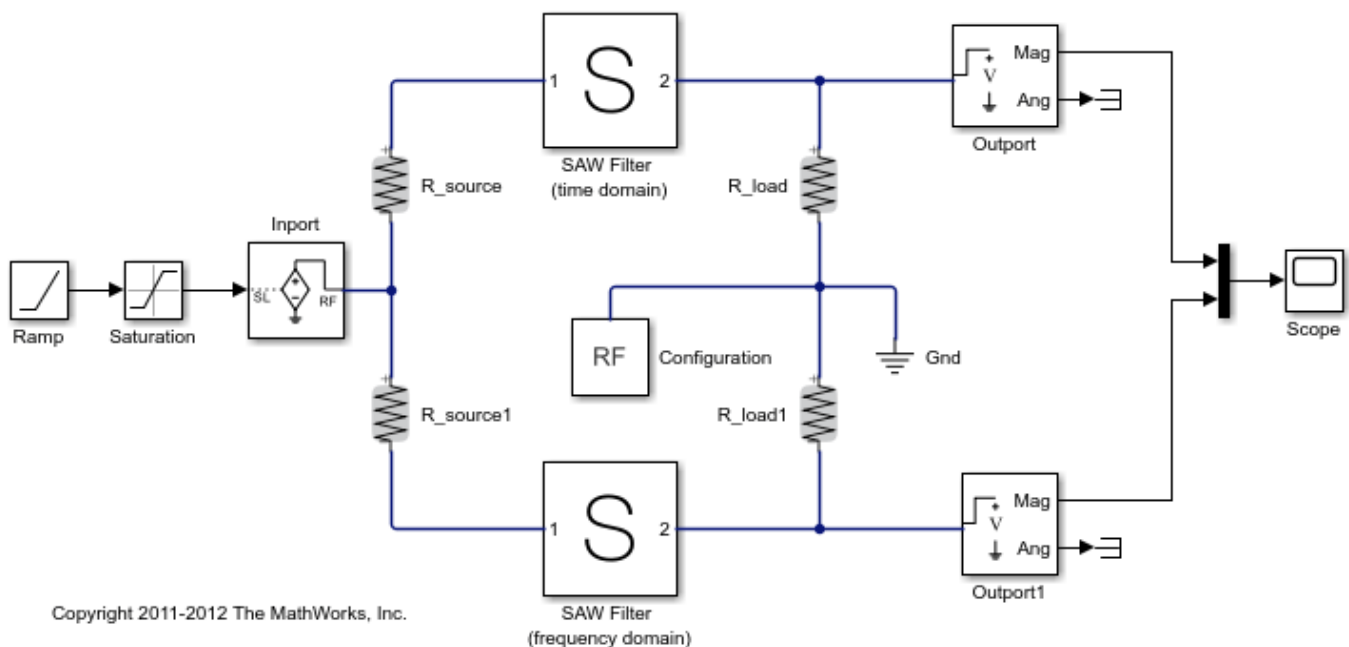 S
1
2
SAW Filter
(time domain)
Mag
V
Ang
Outport
R_source
R_load
Inport
SL
RF
Ramp
Saturation
RF
Configuration
Gnd
Scope
R_source1
R_load1
S
1
2
SAW Filter
(frequency domain)
Mag
V
Ang
Outport1
Copyright 2011-2012 The MathWorks, Inc.